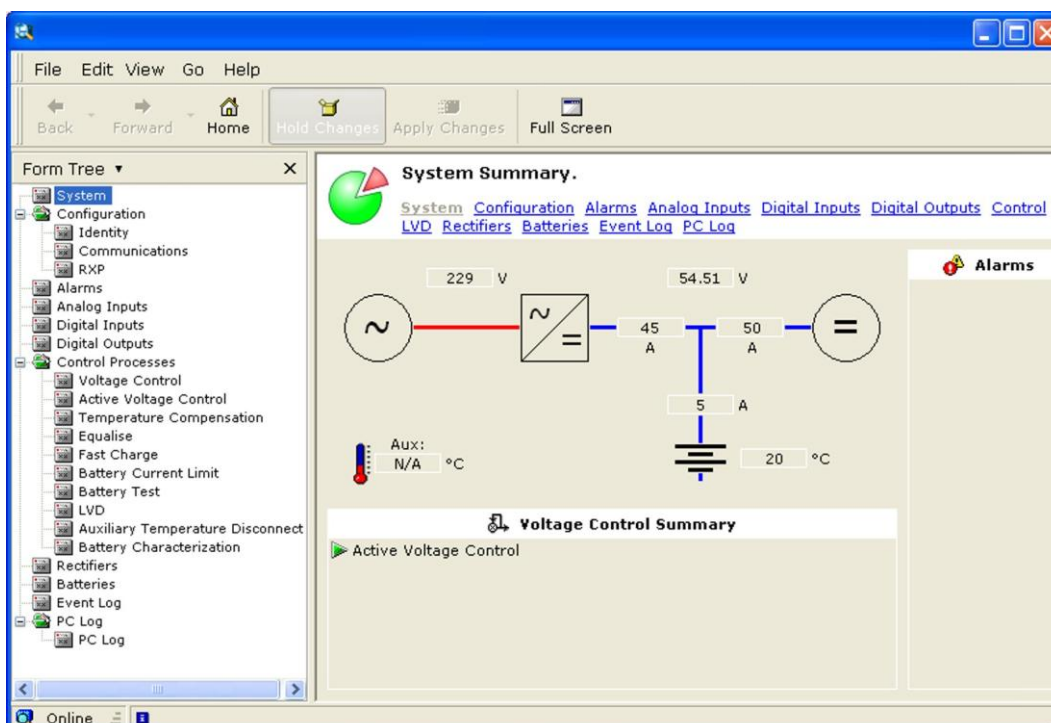 File Edit View Go Help
Back Forward Home Hold Changes Apply Changes Full Screen
Form Tree
System
Configuration
Identity
Communications
RXP
Alarms
Analog Inputs
Digital Inputs
Digital Outputs
Control Processes
Voltage Control
Active Voltage Control
Temperature Compensation
Equalise
Fast Charge
Battery Current Limit
Battery Test
LVD
Auxiliary Temperature Disconnect
Battery Characterization
Rectifiers
Batteries
Event Log
PC Log
PC Log
System Summary.
System Configuration Alarms Analog Inputs Digital Inputs Digital Outputs Control
LVD Rectifiers Batteries Event Log PC Log
229 V
54.51 V
45 A
50 A
5 A
Aux:
N/A °C
20 °C
Voltage Control Summary
Active Voltage Control
Alarms
Online